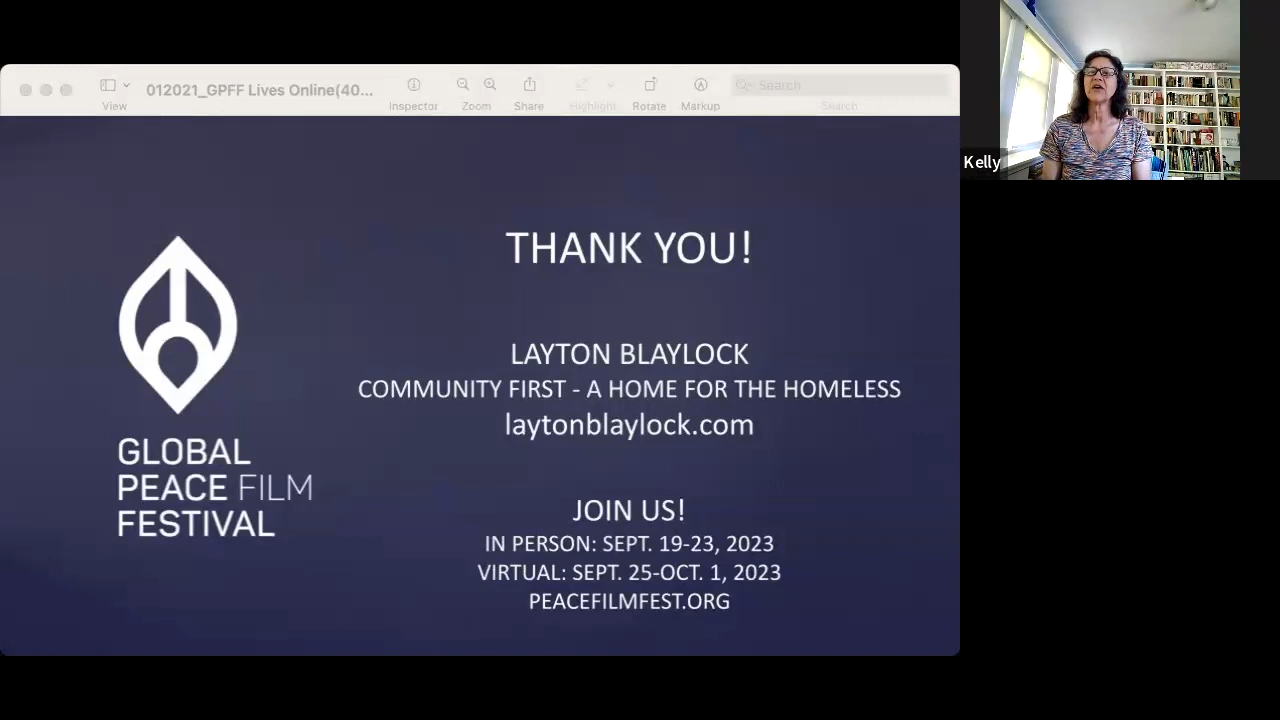 012021_GPFF Lives Online(40...
View
Inspector
Zoom
Share
Highlight
Rotate
Markup
Search
Search
Kelly
THANK YOU!
LAYTON BLAYLOCK
COMMUNITY FIRST - A HOME FOR THE HOMELESS
laytonblaylock.com
GLOBAL
PEACE FILM
FESTIVAL
JOIN US!
IN PERSON: SEPT. 19-23, 2023
VIRTUAL: SEPT. 25-OCT. 1, 2023
PEACEFILMFEST.ORG